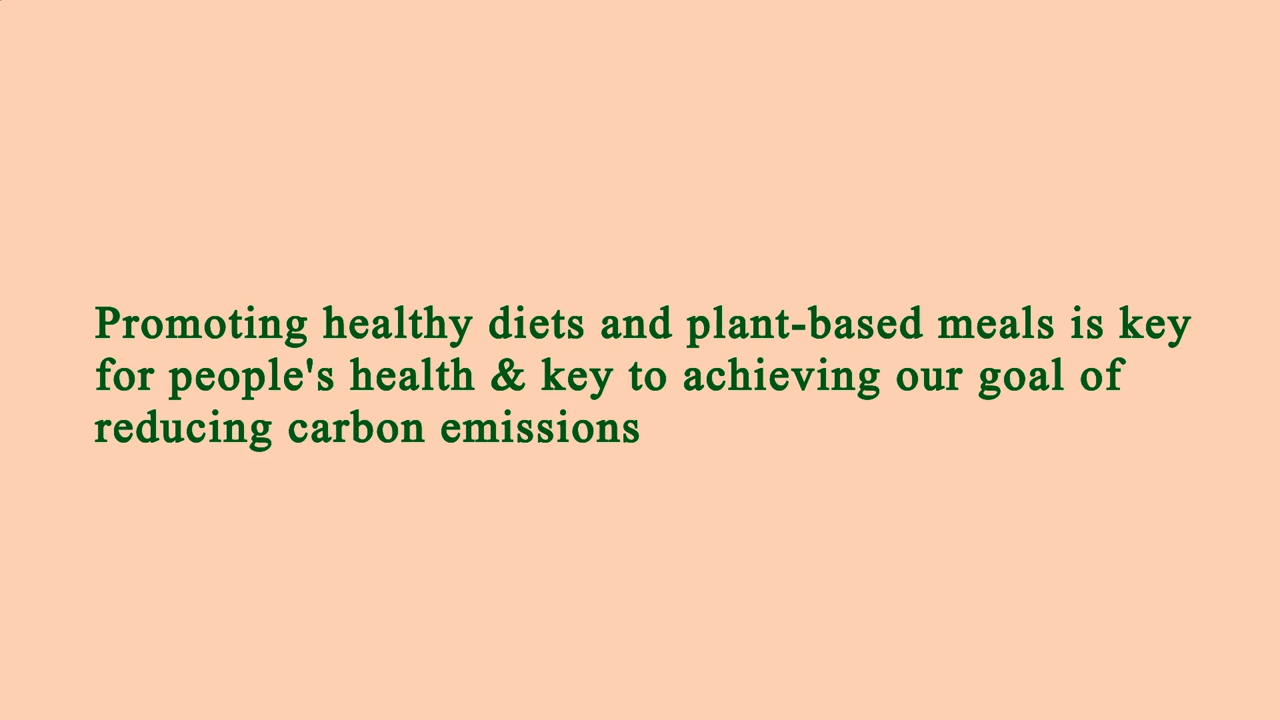 Promoting healthy diets and plant-based meals is key
for people's health & key to achieving our goal of
reducing carbon emissions